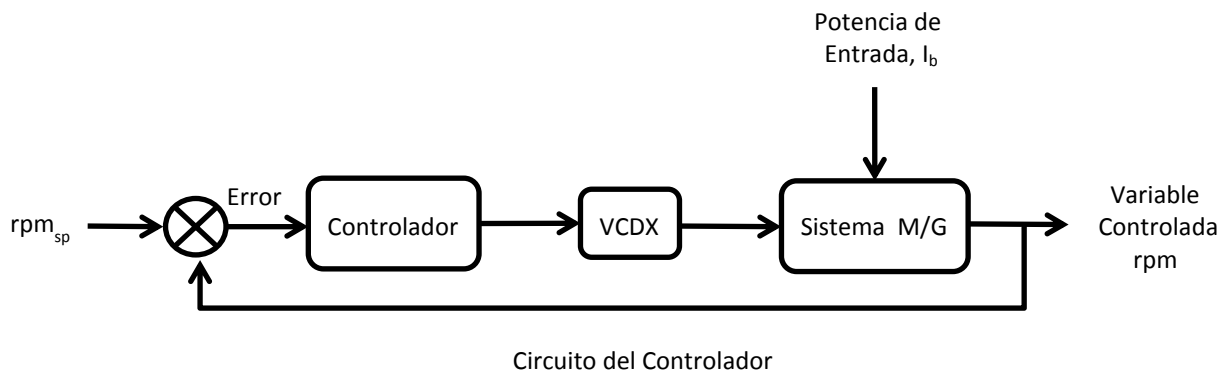 Potencia de
Entrada, I_b
rpm_sp
Error
Controlador
VCDX
Sistema M/G
Variable
Controlada
rpm
Circuito del Controlador